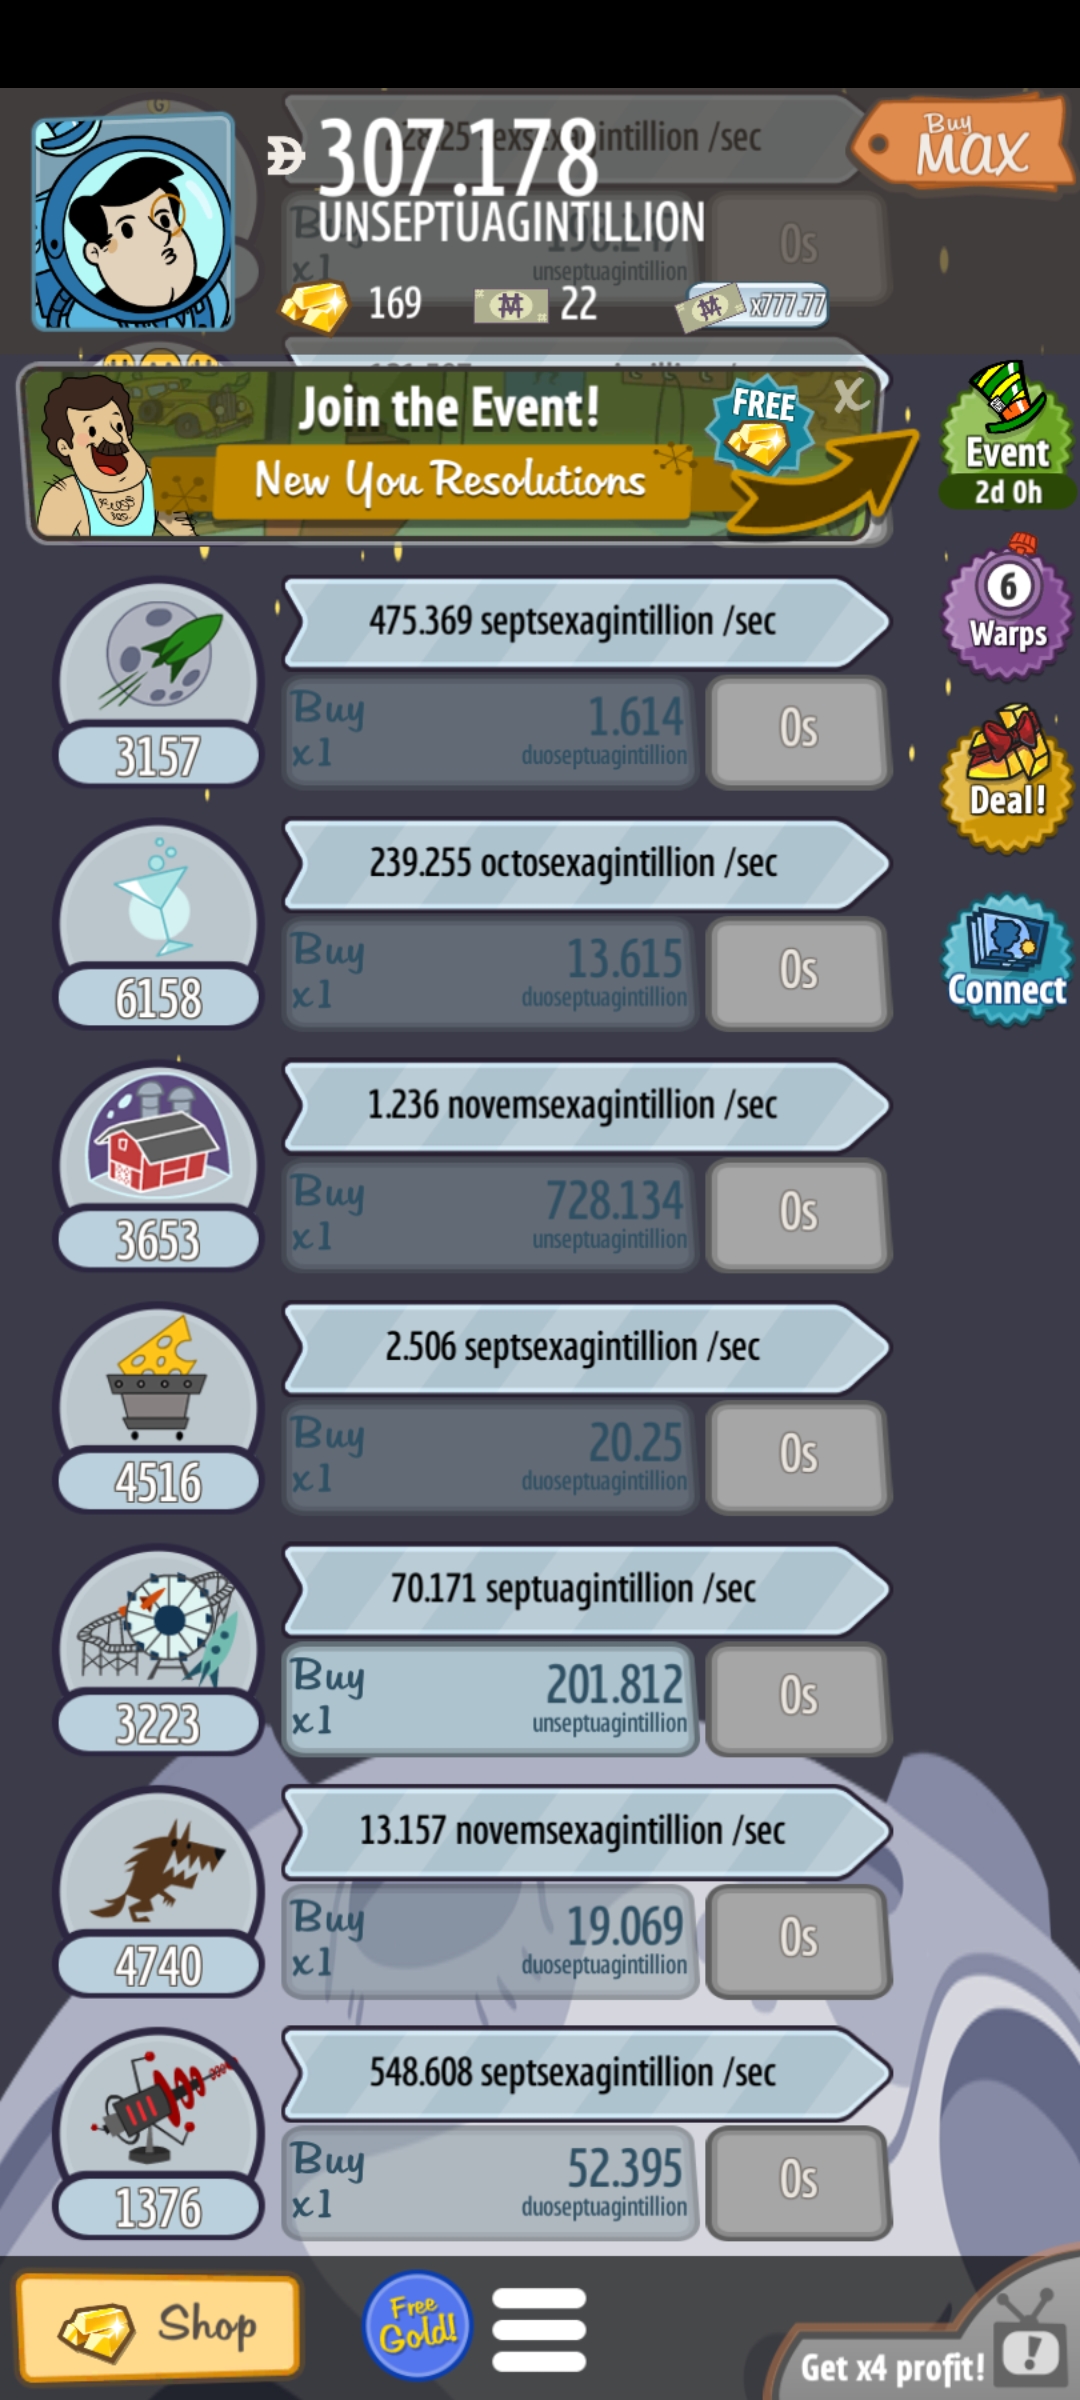 Buy
MAX
307.178
UNSEPTUAGINTILLION
unseptuagintillion
0s
x1
169
22
x777.77
Join the Event!
FREE
X
New You Resolutions
Event
2d 0h
475.369 septsexagintillion /sec
6
Warps
Buy
x1
1.614
duoseptuagintillion
0s
3157
Deal!
239.255 octosexagintillion /sec
Buy
x1
13.615
duoseptuagintillion
0s
6158
Connect
1.236 novemsexagintillion /sec
Buy
x1
728.134
unseptuagintillion
0s
3653
2.506 septsexagintillion /sec
Buy
x1
20.25
duoseptuagintillion
0s
4516
70.171 septuagintillion /sec
Buy
x1
201.812
unseptuagintillion
0s
3223
13.157 novemsexagintillion /sec
Buy
x1
19.069
duoseptuagintillion
0s
4740
548.608 septsexagintillion /sec
Buy
x1
52.395
duoseptuagintillion
0s
1376
Shop
Free
Gold!
Get x4 profit!